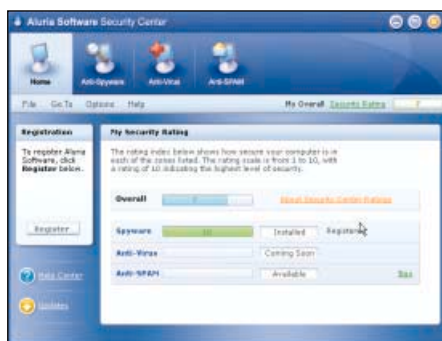 Aluria Software Security Center
Home Anti-Spyware Anti-Virus Anti-SPAM
File Go To Options Help My Overall Security Rating 7
Registration
To register Aluria
Software, click
Register below.
Register
Help Center
Updates
My Security Rating
The rating index below shows how secure your computer is in
each of the zones listed. The rating scale is from 1 to 10, with
a rating of 10 indicating the highest level of security.
Overall 7 About Security Center Ratings
Spyware 10 Installed Register
Anti-Virus Coming Soon
Anti-SPAM Available Buy